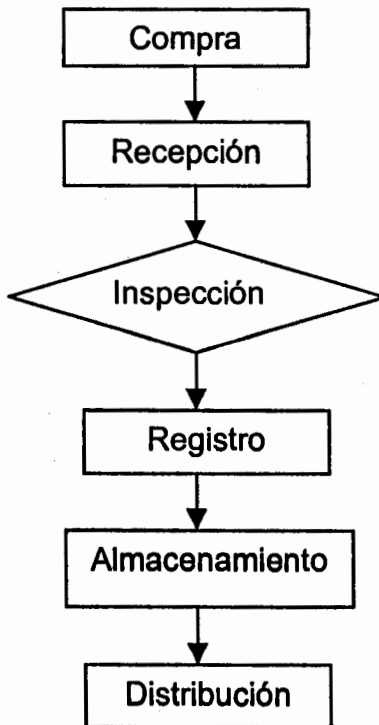 Compra
Recepción
Inspección
Registro
Almacenamiento
Distribución